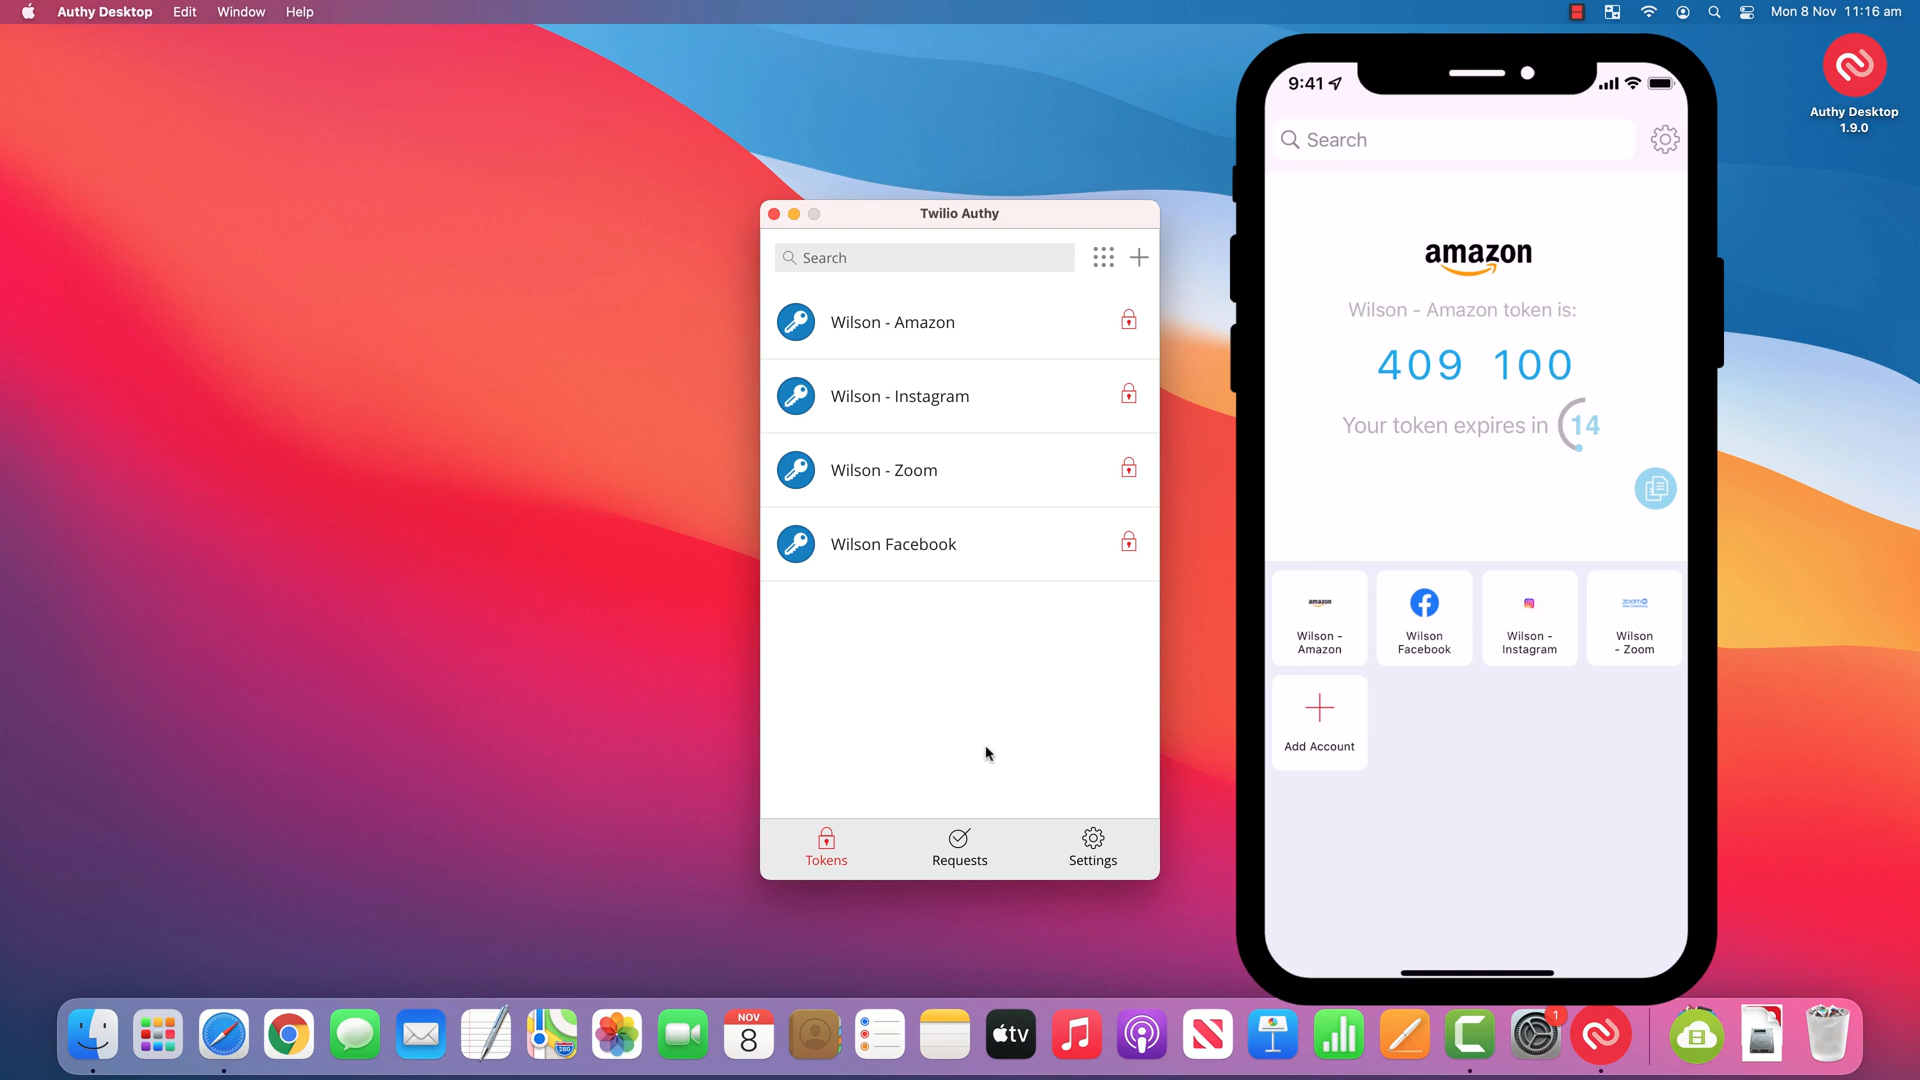 Authy Desktop Edit Window Help
Mon 8 Nov 11:16 am
Authy Desktop
1.9.0
Twilio Authy
Search
Wilson - Amazon
Wilson - Instagram
Wilson - Zoom
Wilson Facebook
Tokens Requests Settings
9:41
Search
amazon
Wilson - Amazon token is:
409 100
Your token expires in 14
amazon
Wilson -
Amazon
Wilson
Facebook
Wilson -
Instagram
zoom
Wilson
- Zoom
Add Account
280
NOV
8
tv
1